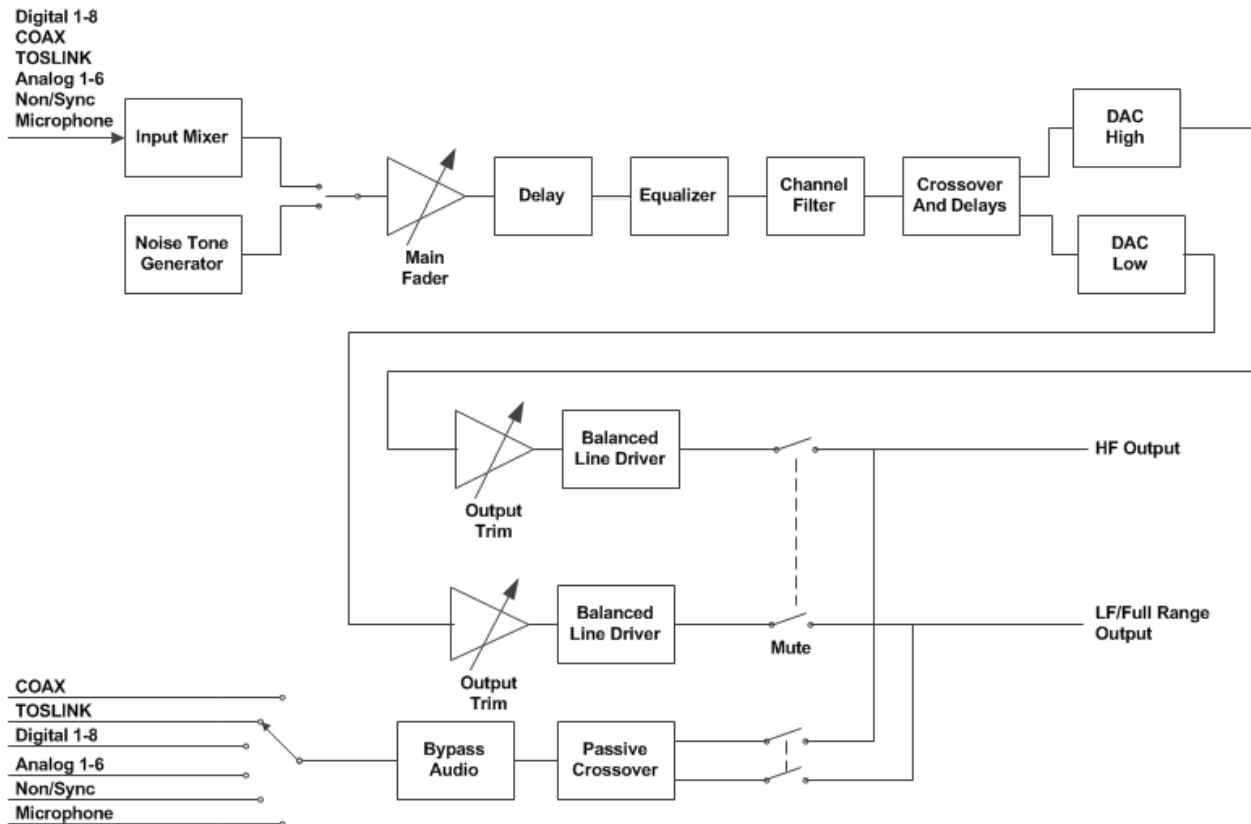 Digital 1-8
COAX
TOSLINK
Analog 1-6
Non/Sync
Microphone
Input Mixer
Noise Tone
Generator
Main
Fader
Delay
Equalizer
Channel
Filter
Crossover
And Delays
DAC
High
DAC
Low
Output
Trim
Balanced
Line Driver
HF Output
Output
Trim
Balanced
Line Driver
Mute
LF/Full Range
Output
COAX
TOSLINK
Digital 1-8
Analog 1-6
Non/Sync
Microphone
Bypass
Audio
Passive
Crossover